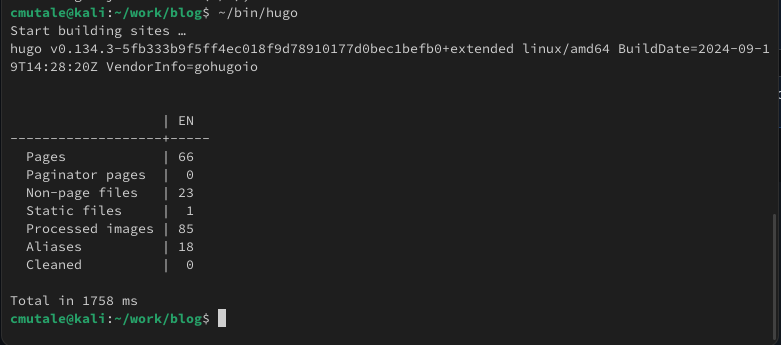 cmutale@kali:~/work/blog$ ~/bin/hugo
Start building sites …
hugo v0.134.3-5fb333b9f5ff4ec018f9d78910177d0bec1befb0+extended linux/amd64 BuildDate=2024-09-1
9T14:28:20Z VendorInfo=gohugoio
                   | EN
-------------------+-----
  Pages            | 66
  Paginator pages  |  0
  Non-page files   | 23
  Static files     |  1
  Processed images | 85
  Aliases          | 18
  Cleaned          |  0
Total in 1758 ms
cmutale@kali:~/work/blog$